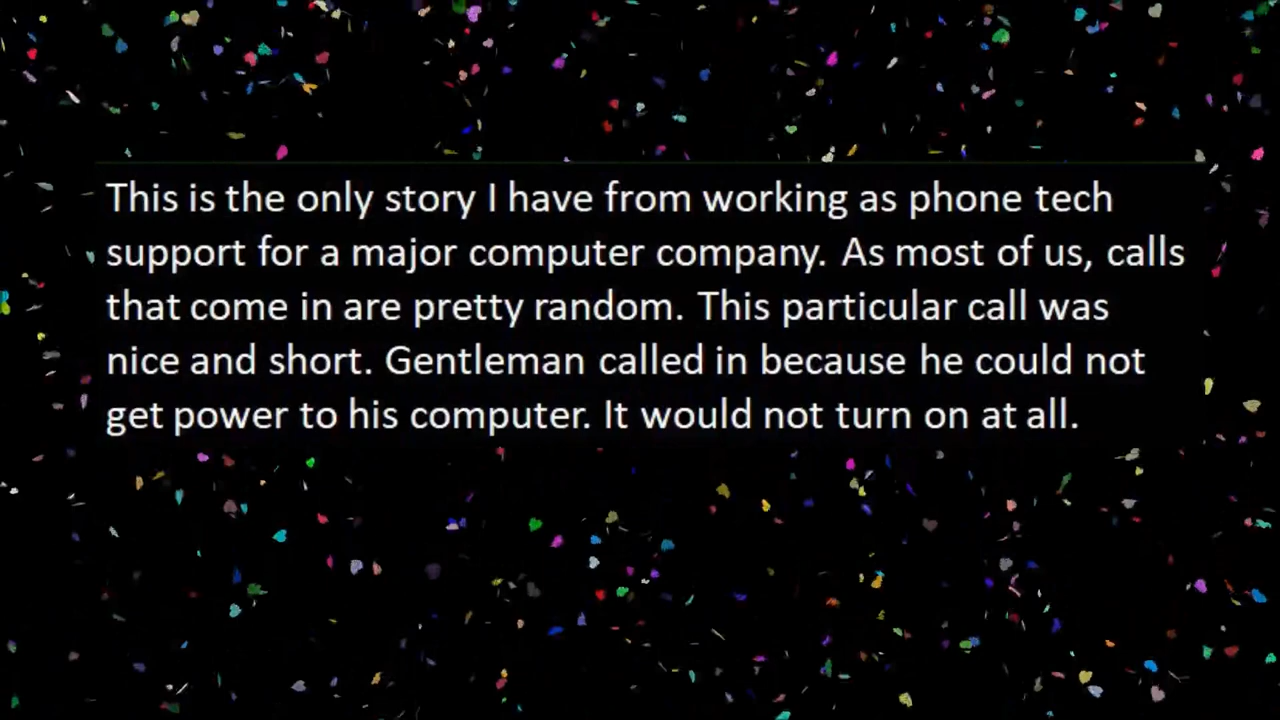 This is the only story I have from working as phone tech
support for a major computer company. As most of us, calls
that come in are pretty random. This particular call was
nice and short. Gentleman called in because he could not
get power to his computer. It would not turn on at all.